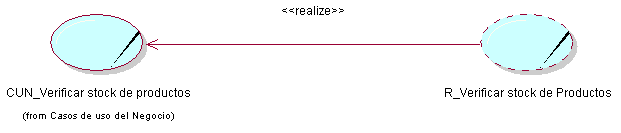 <<realize>>
CUN_Verificar stock de productos
R_Verificar stock de Productos
(from Casos de uso del Negocio)